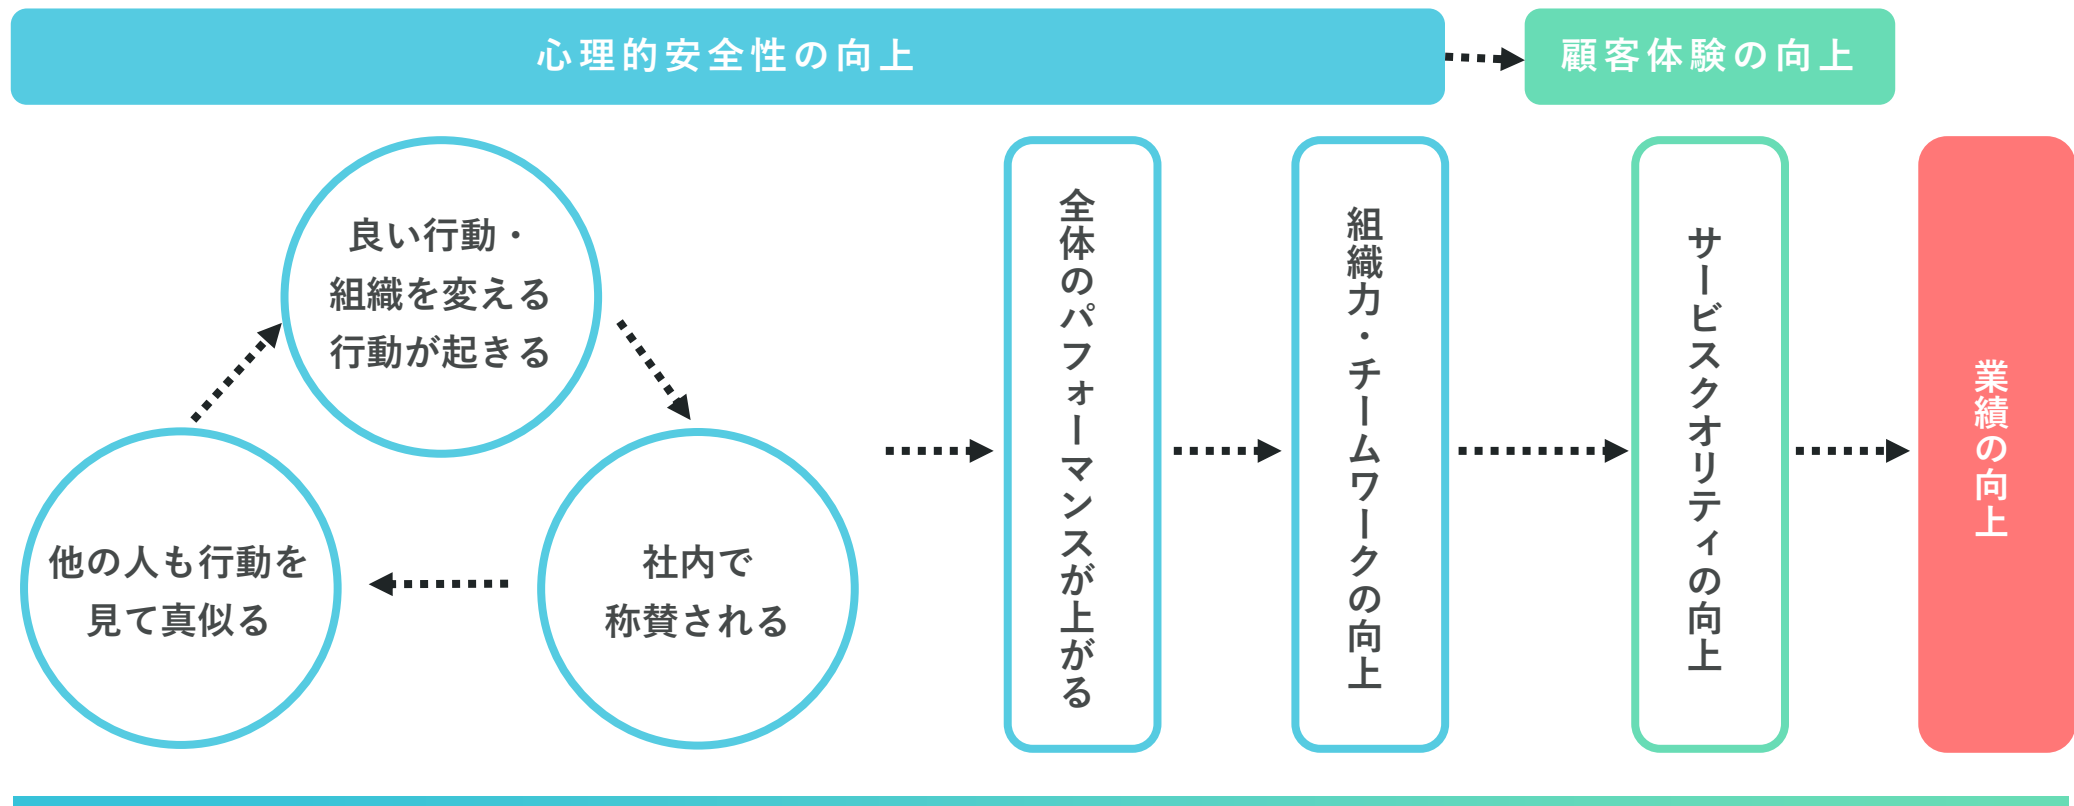 心理的安全性の向上
顧客体験の向上
良い行動・
組織を変える
行動が起きる
社内で
称賛される
他の人も行動を
見て真似る
全体のパフォーマンスが上がる
組織力・チームワークの向上
サービスクオリティの向上
業績の向上